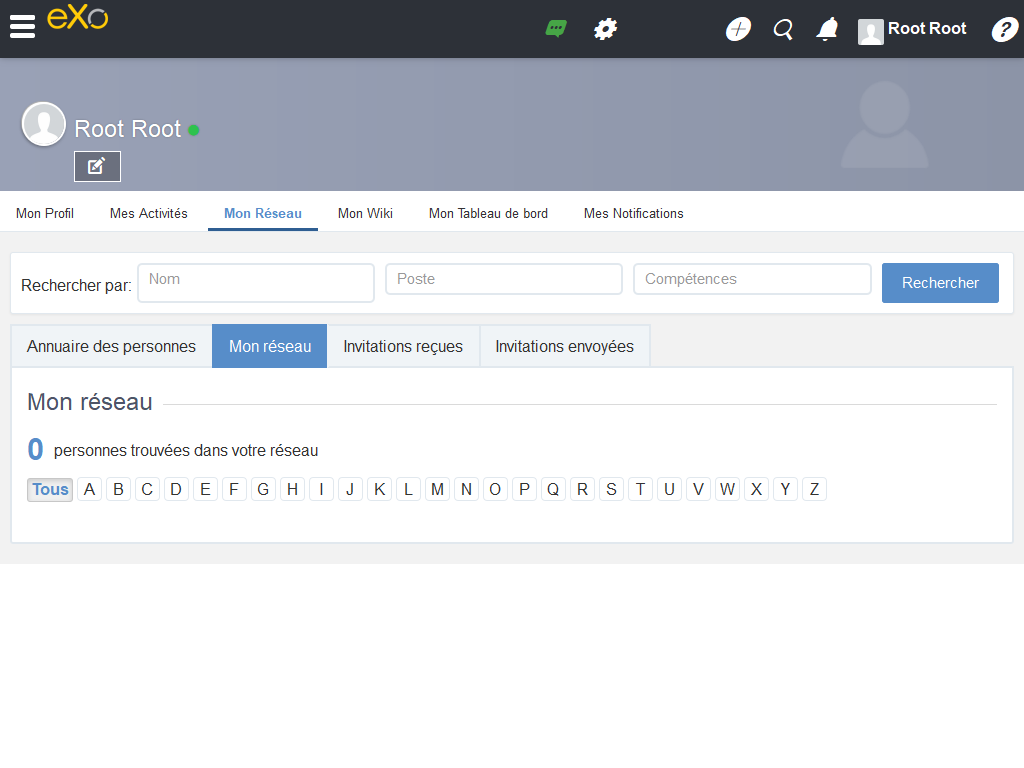 eXo
Root Root
?
Root Root
Mon Profil Mes Activités Mon Réseau Mon Wiki Mon Tableau de bord Mes Notifications
Rechercher par: Nom Poste Compétences Rechercher
Annuaire des personnes Mon réseau Invitations reçues Invitations envoyées
Mon réseau
0 personnes trouvées dans votre réseau
Tous A B C D E F G H I J K L M N O P Q R S T U V W X Y Z